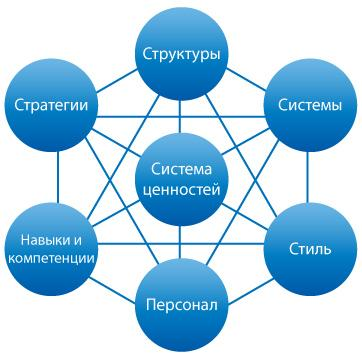 Структуры
Стратегии
Системы
Система
ценностей
Навыки и
компетенции
Стиль
Персонал